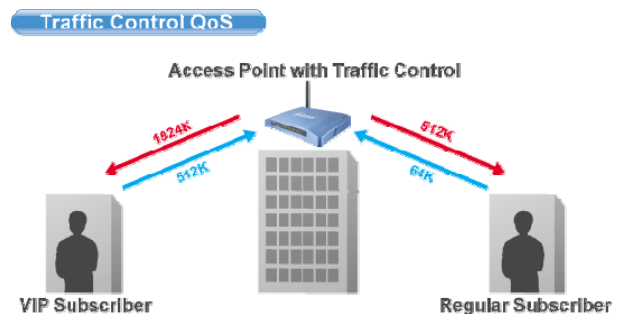 Traffic Control QoS
Access Point with Traffic Control
1024K
512K
512K
64K
VIP Subscriber
Regular Subscriber